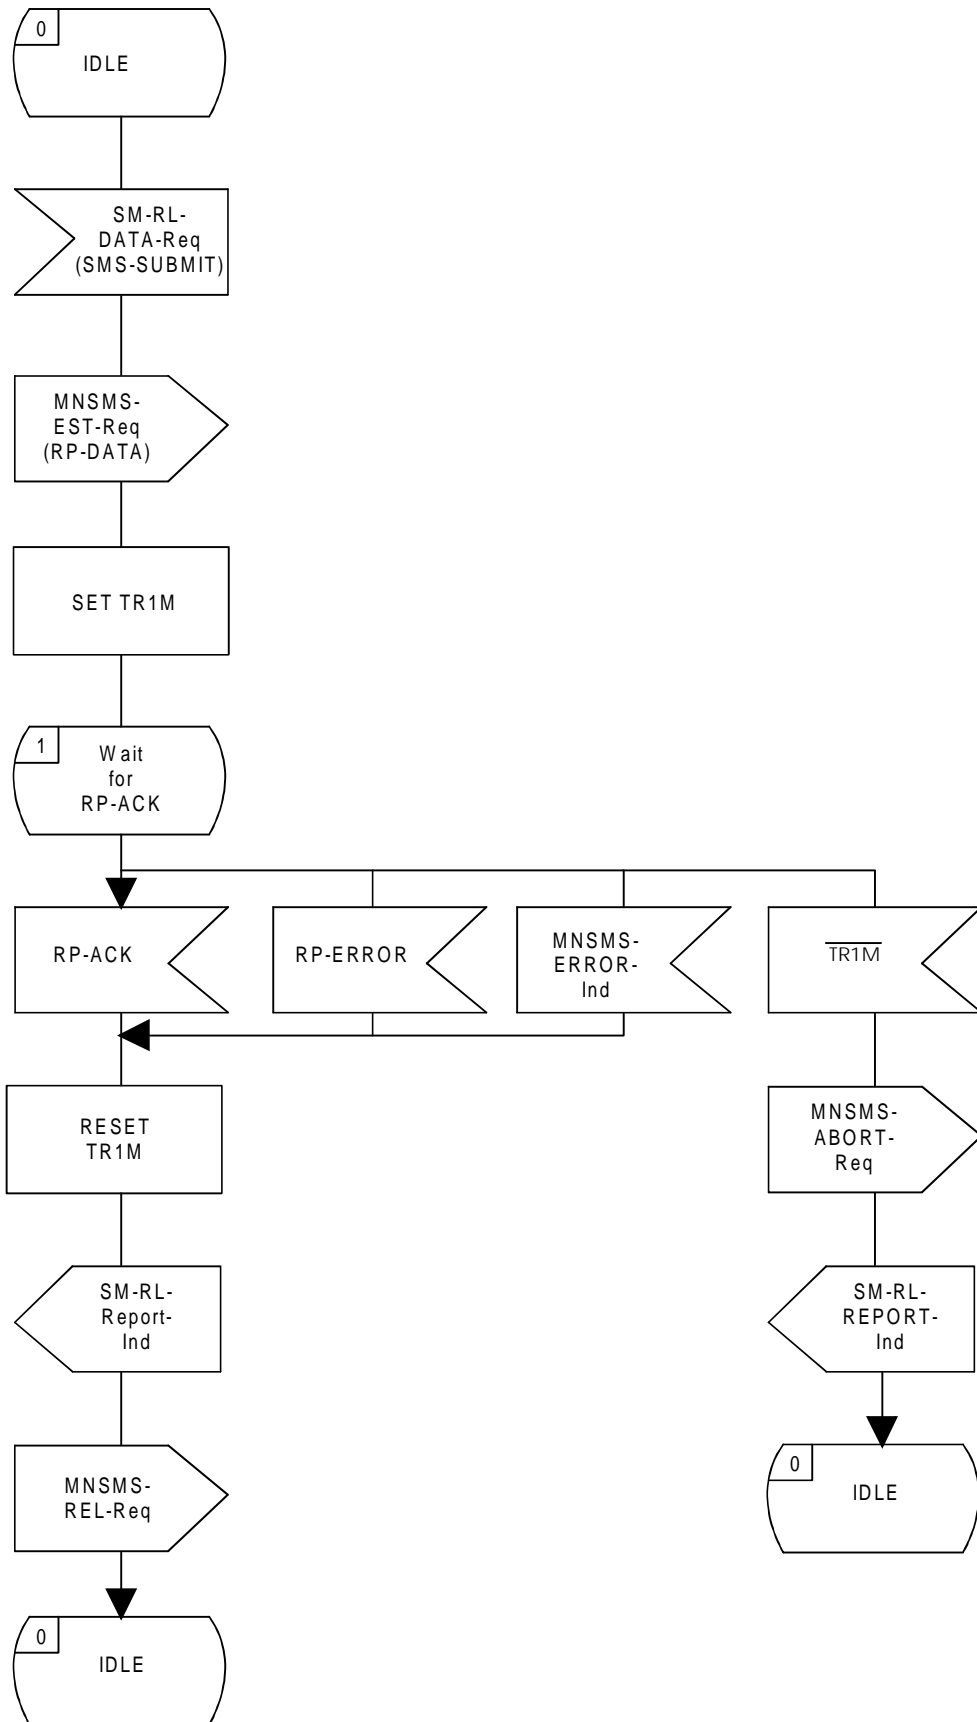 0
IDLE
SM-RL-
DATA-Req
(SMS-SUBMIT)
MNSMS-
EST-Req
(RP-DATA)
SET TR1M
1
Wait
for
RP-ACK
RP-ACK
RP-ERROR
MNSMS-
ERROR-
Ind
TR1M
RESET
TR1M
MNSMS-
ABORT-
Req
SM-RL-
Report-
Ind
SM-RL-
REPORT-
Ind
MNSMS-
REL-Req
0
IDLE
0
IDLE